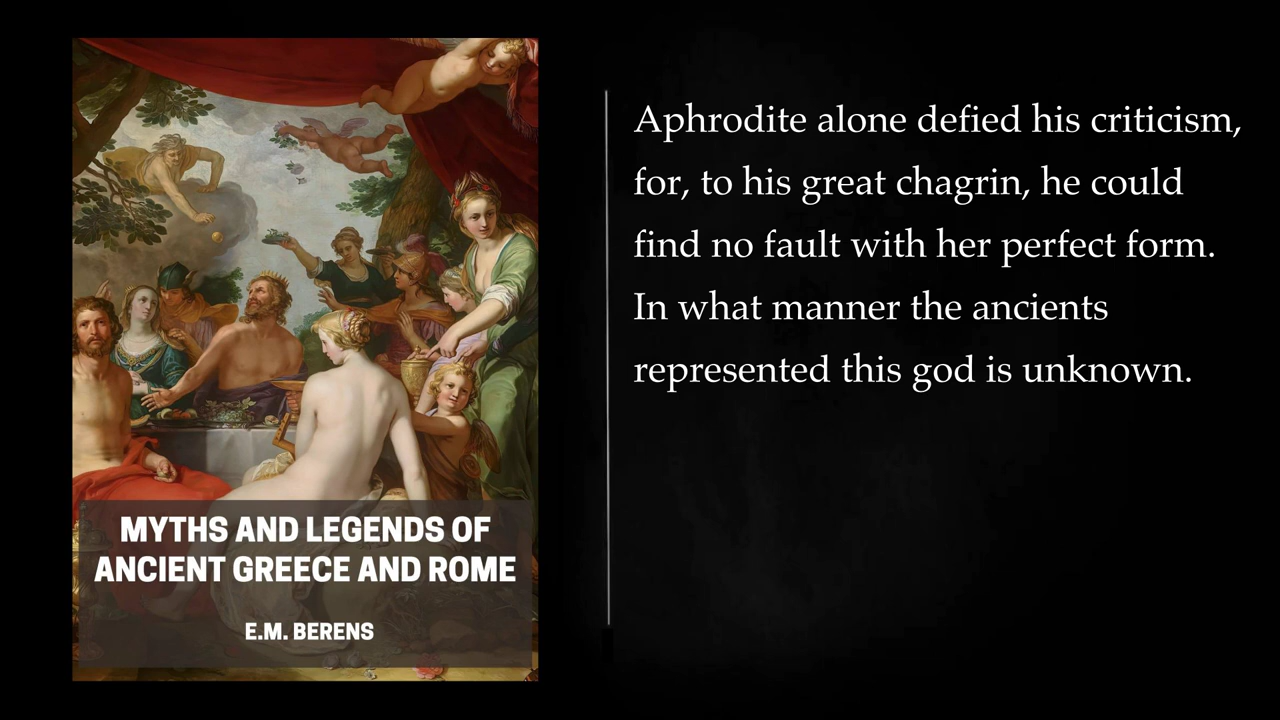 MYTHS AND LEGENDS OF
ANCIENT GREECE AND ROME
E.M. BERENS
Aphrodite alone defied his criticism,
for, to his great chagrin, he could
find no fault with her perfect form.
In what manner the ancients
represented this god is unknown.